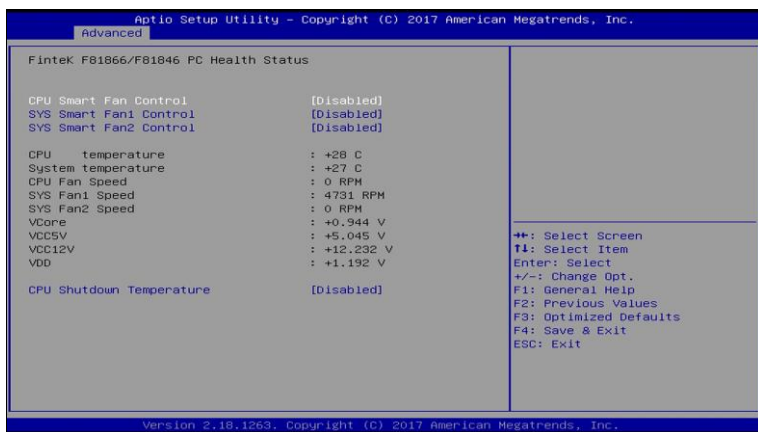 Aptio Setup Utility – Copyright (C) 2017 American Megatrends, Inc.
Advanced
FinteK F81866/F81846 PC Health Status
CPU Smart Fan Control [Disabled]
SYS Smart Fan1 Control [Disabled]
SYS Smart Fan2 Control [Disabled]
CPU temperature : +28 C
System temperature : +27 C
CPU Fan Speed : 0 RPM
SYS Fan1 Speed : 4731 RPM
SYS Fan2 Speed : 0 RPM
VCore : +0.944 V
VCC5V : +5.045 V
VCC12V : +12.232 V
VDD : +1.192 V
CPU Shutdown Temperature [Disabled]
→←: Select Screen
↑↓: Select Item
Enter: Select
+/-: Change Opt.
F1: General Help
F2: Previous Values
F3: Optimized Defaults
F4: Save & Exit
ESC: Exit
Version 2.18.1263. Copyright (C) 2017 American Megatrends, Inc.